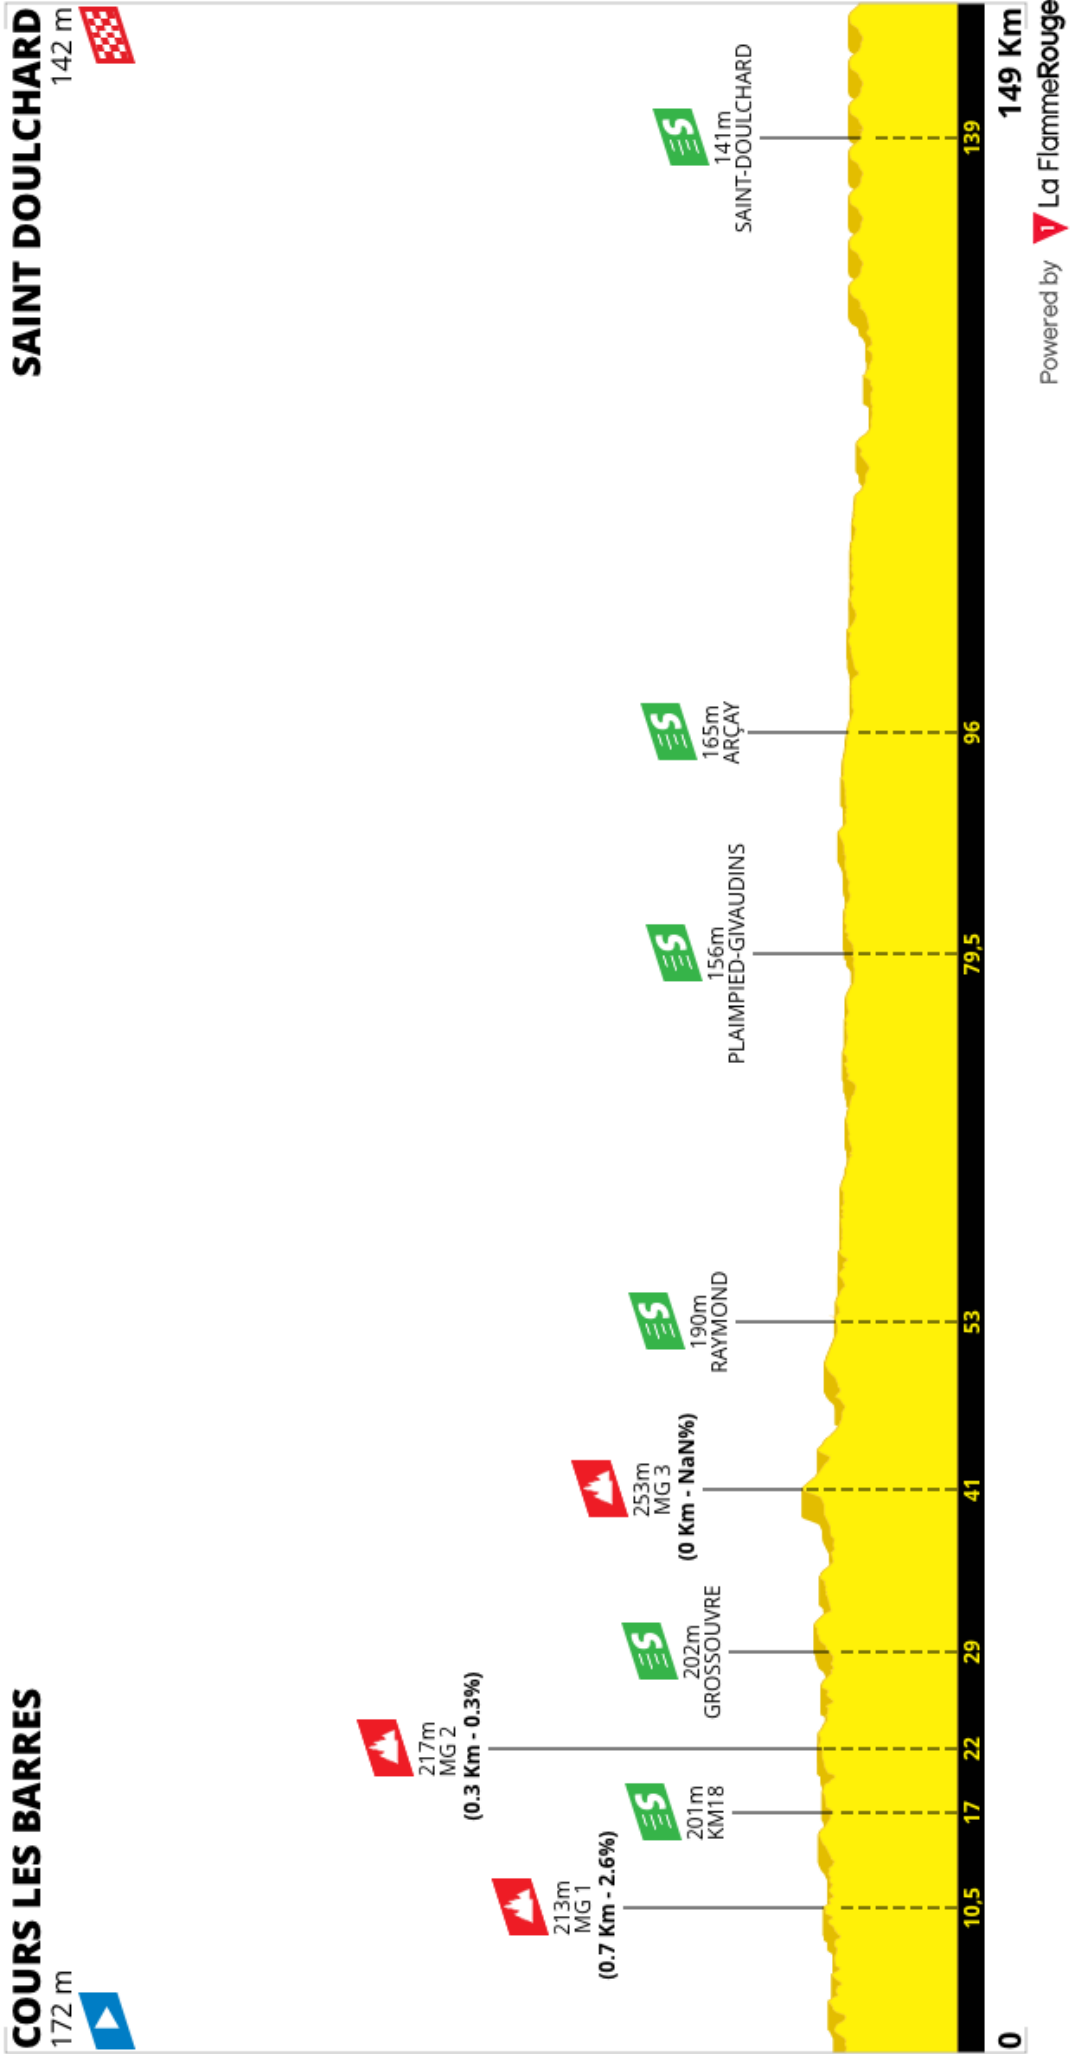 COURS LES BARRES
172 m
SAINT DOULCHARD
142 m
213m
MG 1
(0.7 Km - 2.6%)
201m
KM18
217m
MG 2
(0.3 Km - 0.3%)
202m
GROSSOUVRE
253m
MG 3
(0 Km - NaN%)
190m
RAYMOND
156m
PLAIMPIED-GIVAUDINS
165m
ARÇAY
141m
SAINT-DOULCHARD
S
S
S
S
S
S
10,5
17
22
29
41
53
79,5
96
139
0
149 Km
Powered by 1 La FlammeRouge